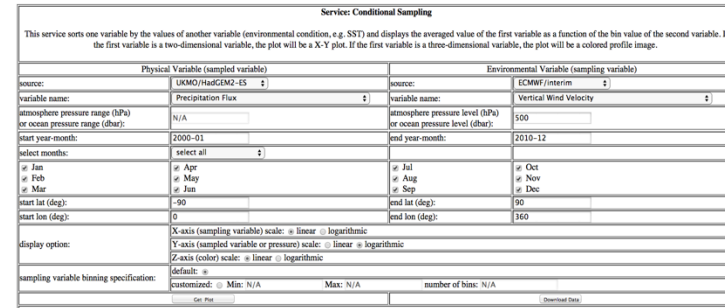 Service: Conditional Sampling
This service sorts one variable by the values of another variable (environmental condition, e.g. SST) and displays the averaged value of the first variable as a function of the bin value of the second variable.
the first variable is a two-dimensional variable, the plot will be a X-Y plot. If the first variable is a three-dimensional variable, the plot will be a colored profile image.
Physical Variable (sampled variable) Environmental Variable (sampling variable)
source: UKMO/HadGEM2-ES source: ECMWF/interim
variable name: Precipitation Flux variable name: Vertical Wind Velocity
atmosphere pressure range (hPa) atmosphere pressure level (hPa)
or ocean pressure range (dbar): N/A or ocean pressure level (dbar): 500
start year-month: 2000-01 end year-month: 2010-12
select months: select all
Jan Apr Jul Oct
Feb May Aug Nov
Mar Jun Sep Dec
start lat (deg): -90 end lat (deg): 90
start lon (deg): 0 end lon (deg): 360
display option:
X-axis (sampling variable) scale: linear logarithmic
Y-axis (sampled variable or pressure) scale: linear logarithmic
Z-axis (color) scale: linear logarithmic
sampling variable binning specification:
default:
customized: Min: N/A Max: N/A number of bins: N/A
Get Plot Download Data